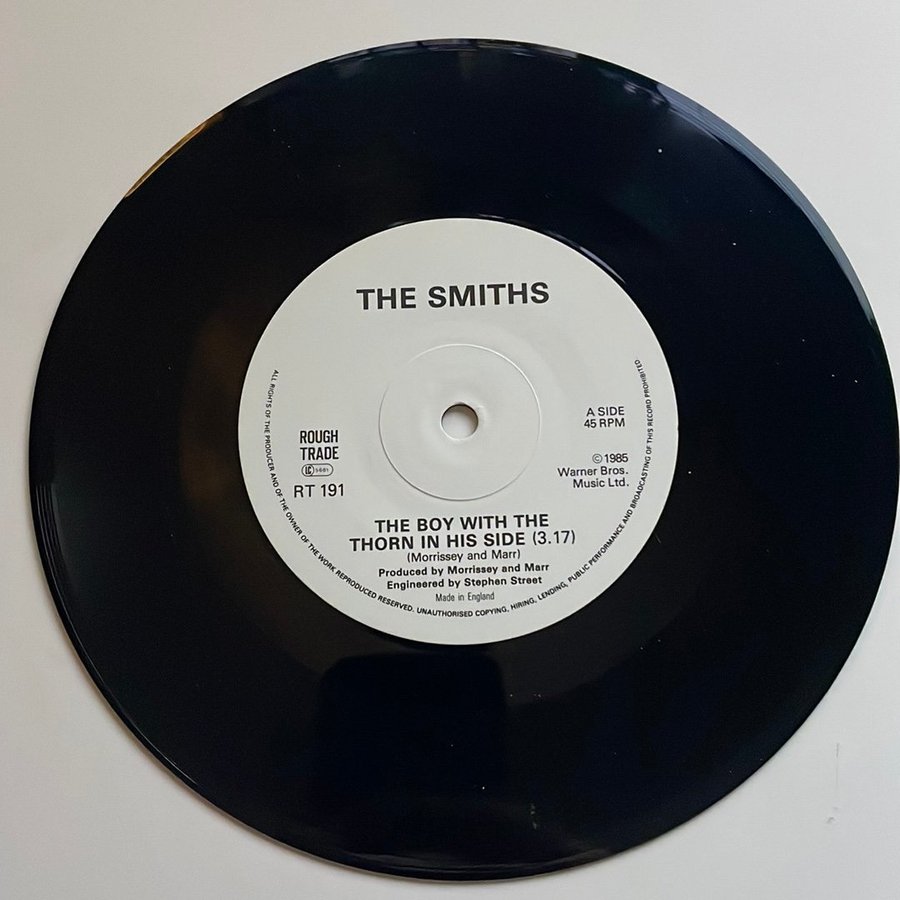 THE SMITHS
A SIDE
45 RPM
ROUGH
TRADE
LC
RT 191
©1985
Warner Bros.
Music Ltd.
THE BOY WITH THE
THORN IN HIS SIDE (3.17)
(Morrissey and Marr)
Produced by Morrissey and Marr
Engineered by Stephen Street
Made in England
ALL RIGHTS OF THE PRODUCER AND OF THE OWNER OF THE WORK REPRODUCED RESERVED. UNAUTHORISED COPYING, HIRING, LENDING, PUBLIC PERFORMANCE AND BROADCASTING OF THIS RECORD PROHIBITED